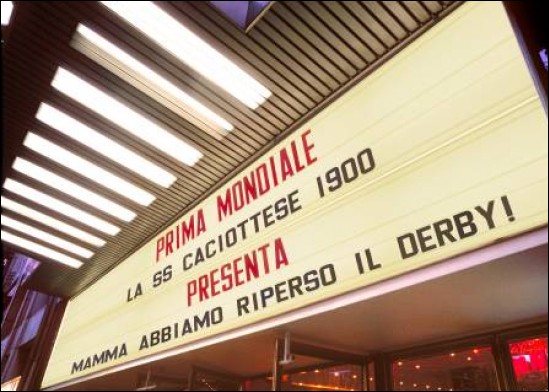 PRIMA MONDIALE
LA SS CACIOTTESE 1900
PRESENTA
MAMMA ABBIAMO RIPERSO IL DERBY!